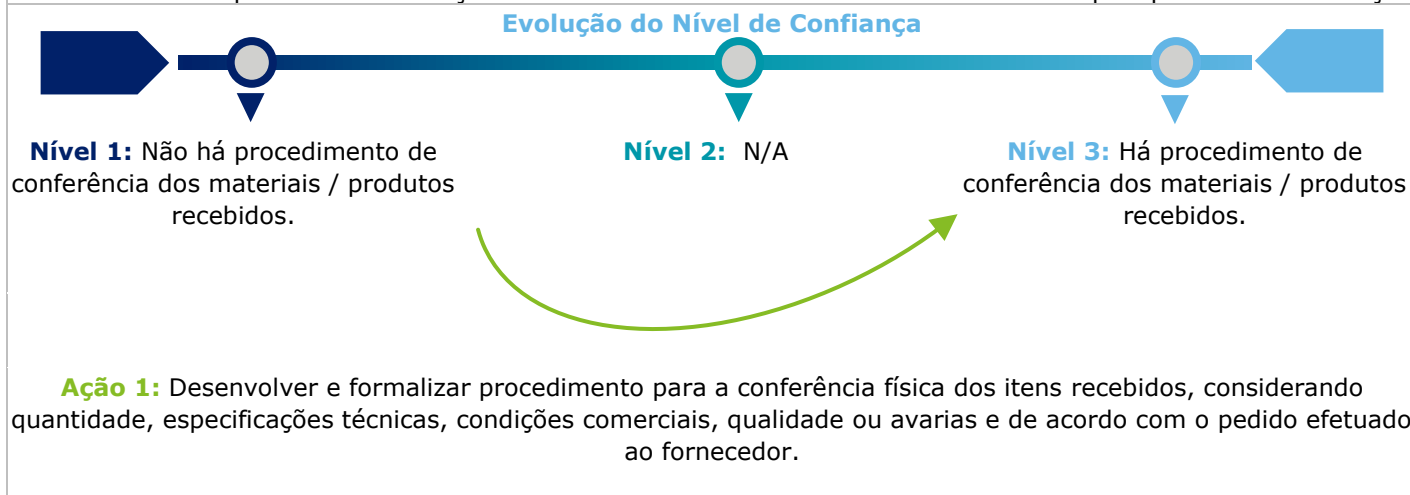 Evolução do Nível de Confiança
Nível 1: Não há procedimento de
conferência dos materiais / produtos
recebidos.
Nível 2: N/A
Nível 3: Há procedimento de
conferência dos materiais / produtos
recebidos.
Ação 1: Desenvolver e formalizar procedimento para a conferência física dos itens recebidos, considerando
quantidade, especificações técnicas, condições comerciais, qualidade ou avarias e de acordo com o pedido efetuado
ao fornecedor.